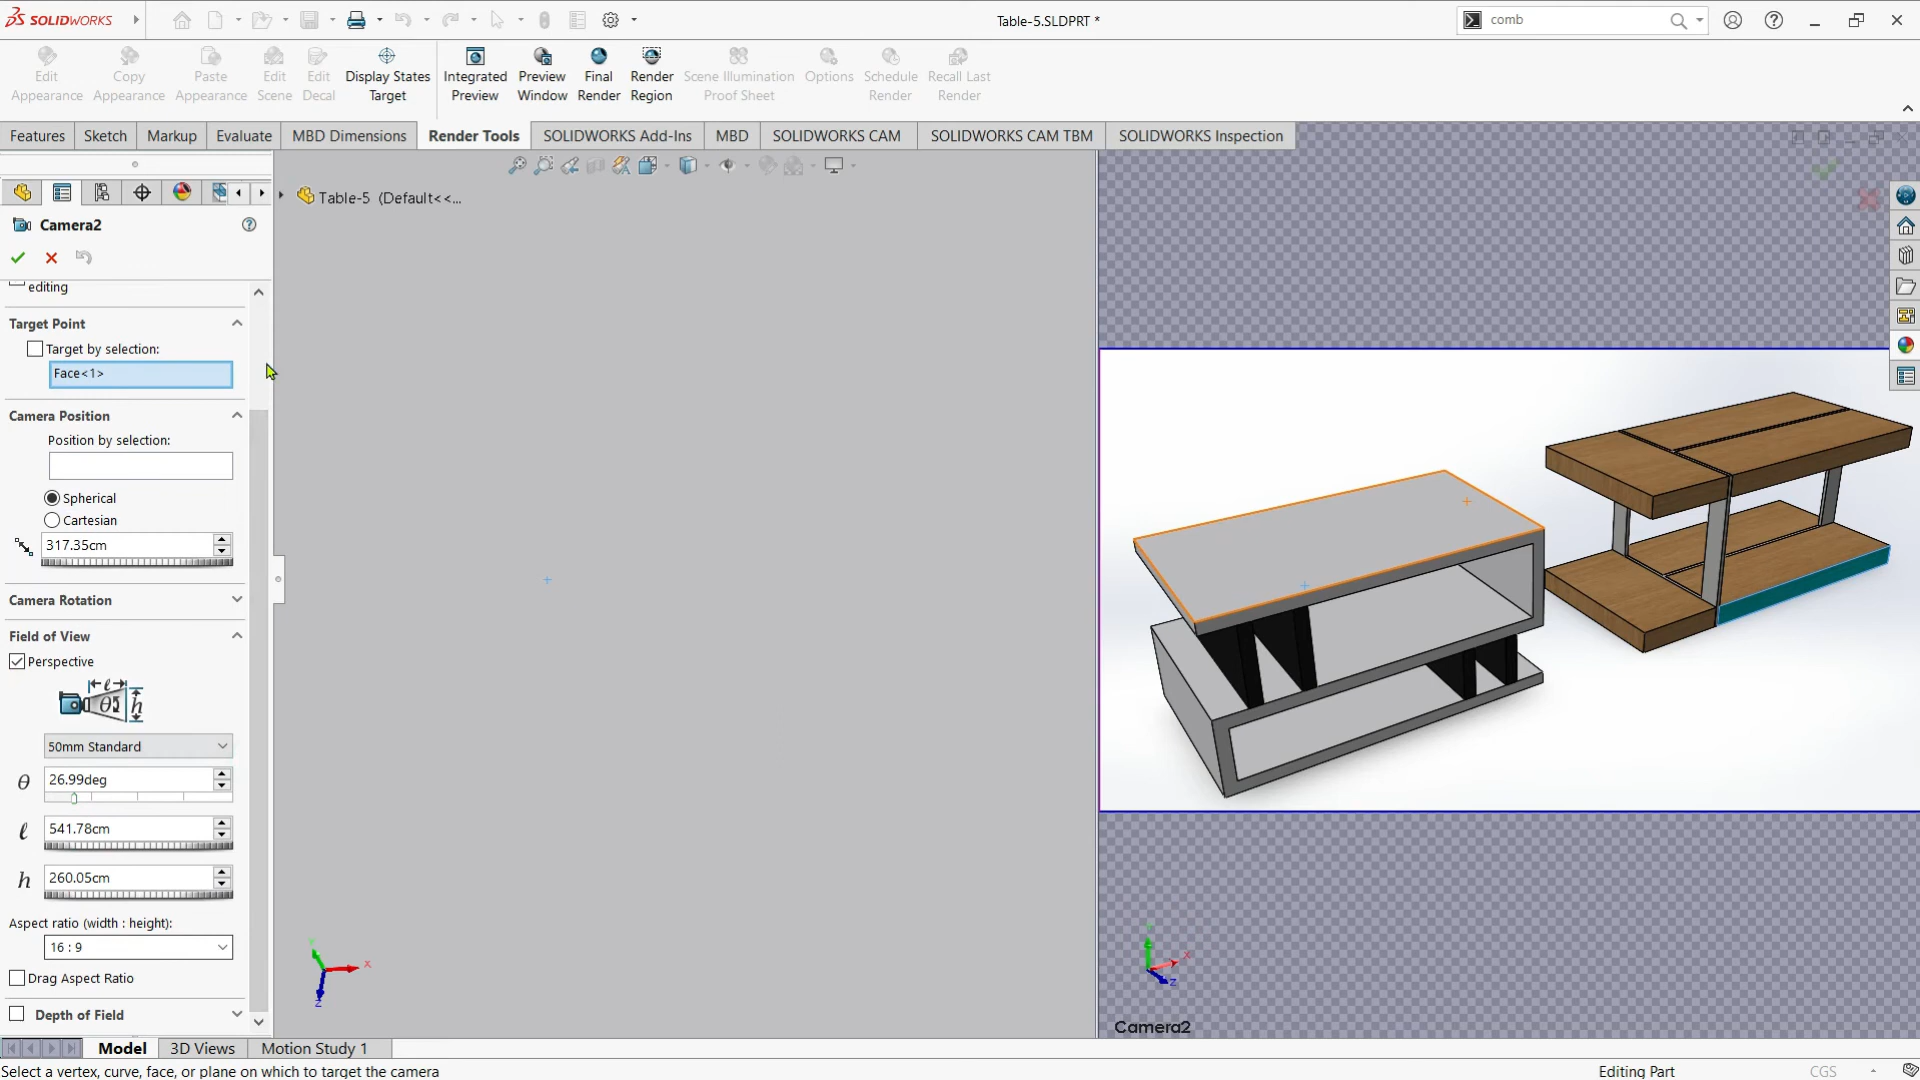 SOLIDWORKS
Table-5.SLDPRT *
comb
Edit Appearance
Copy Appearance
Paste Appearance
Edit Scene
Edit Decal
Display States Target
Integrated Preview
Preview Window
Final Render
Render Region
Scene Illumination Proof Sheet
Options
Schedule Render
Recall Last Render
Features
Sketch
Markup
Evaluate
MBD Dimensions
Render Tools
SOLIDWORKS Add-Ins
MBD
SOLIDWORKS CAM
SOLIDWORKS CAM TBM
SOLIDWORKS Inspection
Table-5 (Default<<...
Camera2
editing
Target Point
Target by selection:
Face<1>
Camera Position
Position by selection:
Spherical
Cartesian
317.35cm
Camera Rotation
Field of View
Perspective
ℓ
θ
h
50mm Standard
θ 26.99deg
ℓ 541.78cm
h 260.05cm
Aspect ratio (width : height):
16 : 9
Drag Aspect Ratio
Depth of Field
x
z
x
z
Camera2
Model
3D Views
Motion Study 1
Select a vertex, curve, face, or plane on which to target the camera
Editing Part
CGS